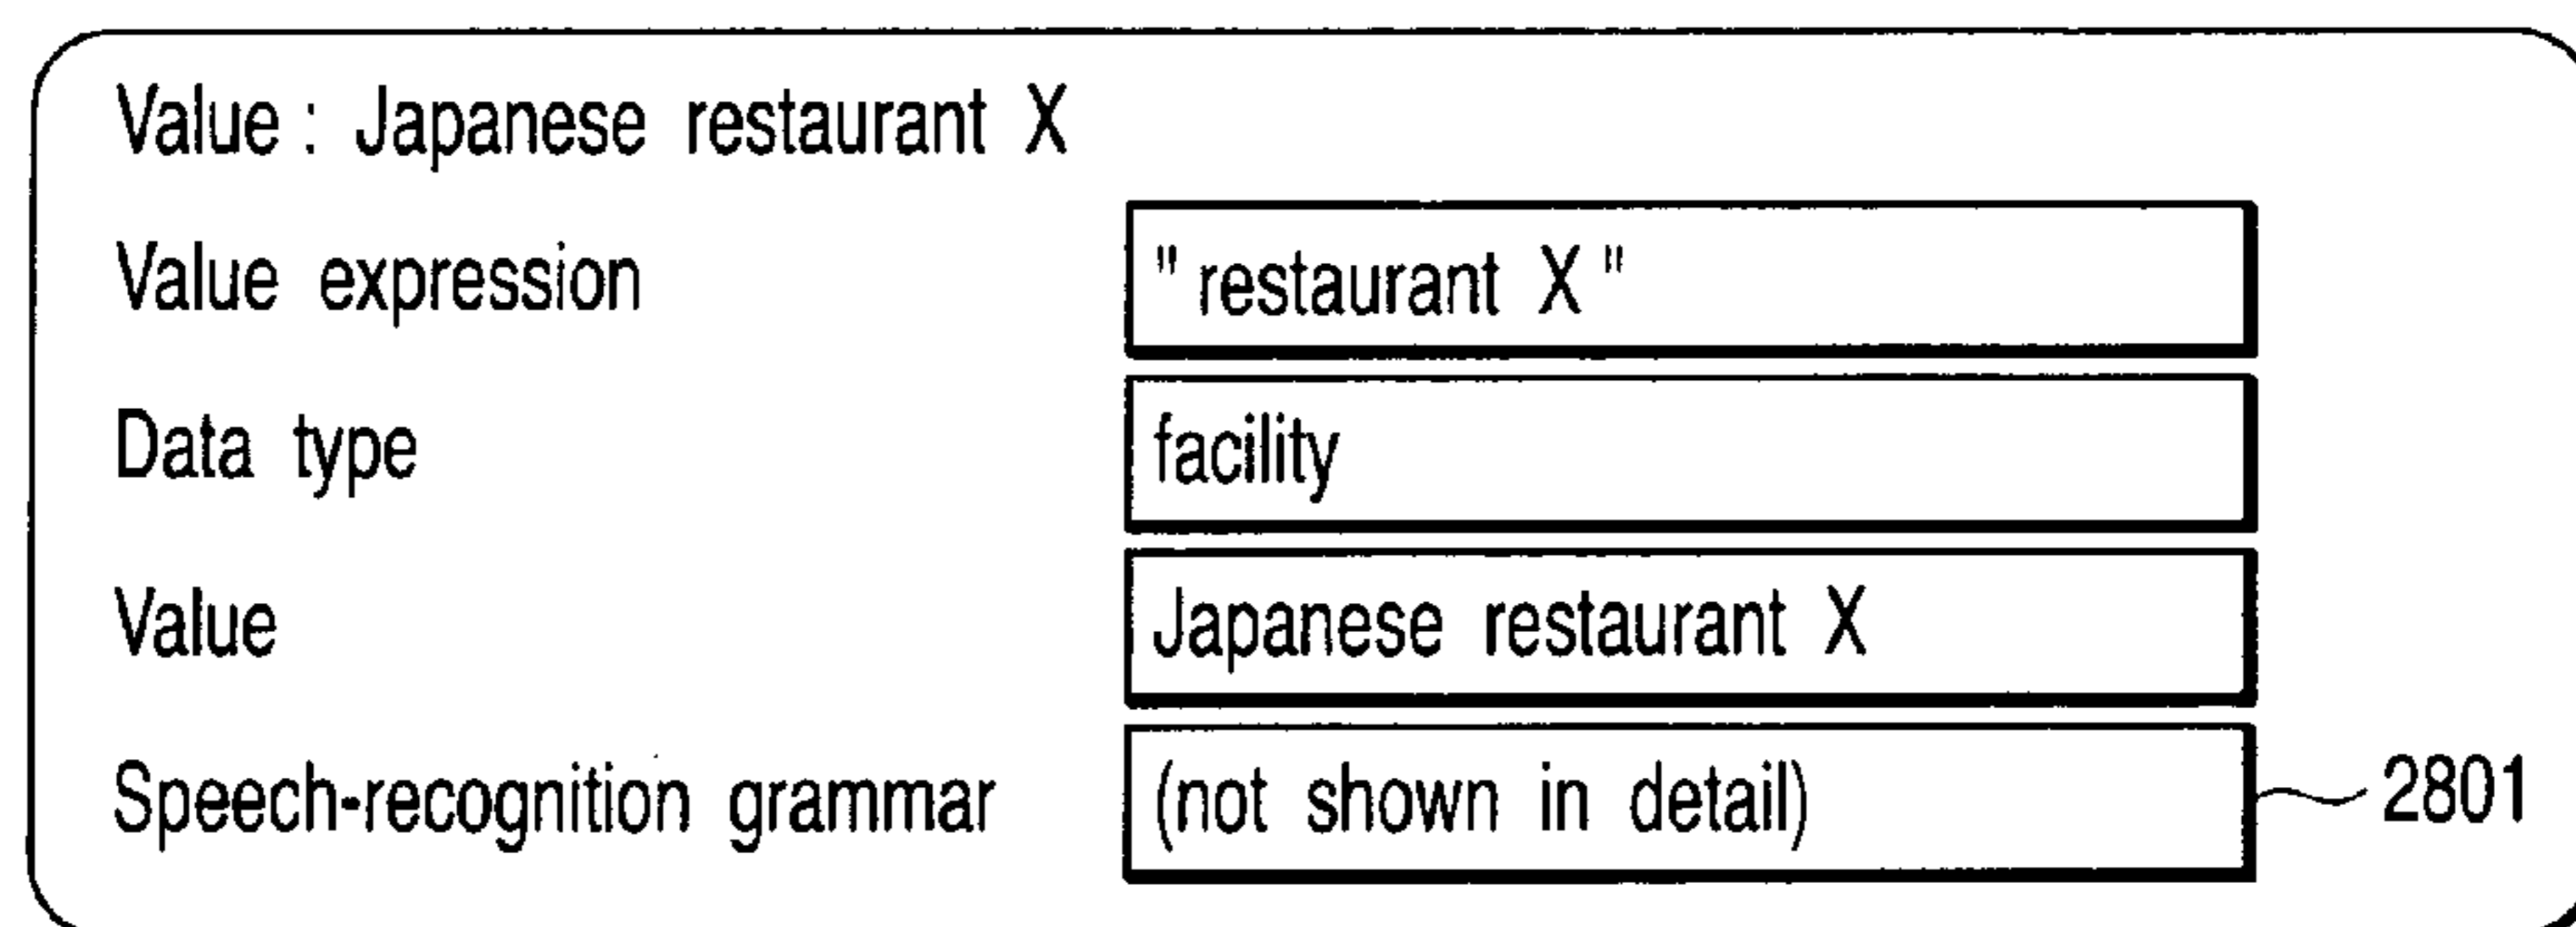 Value : Japanese restaurant X
Value expression " restaurant X "
Data type facility
Value Japanese restaurant X
Speech-recognition grammar (not shown in detail) 2801